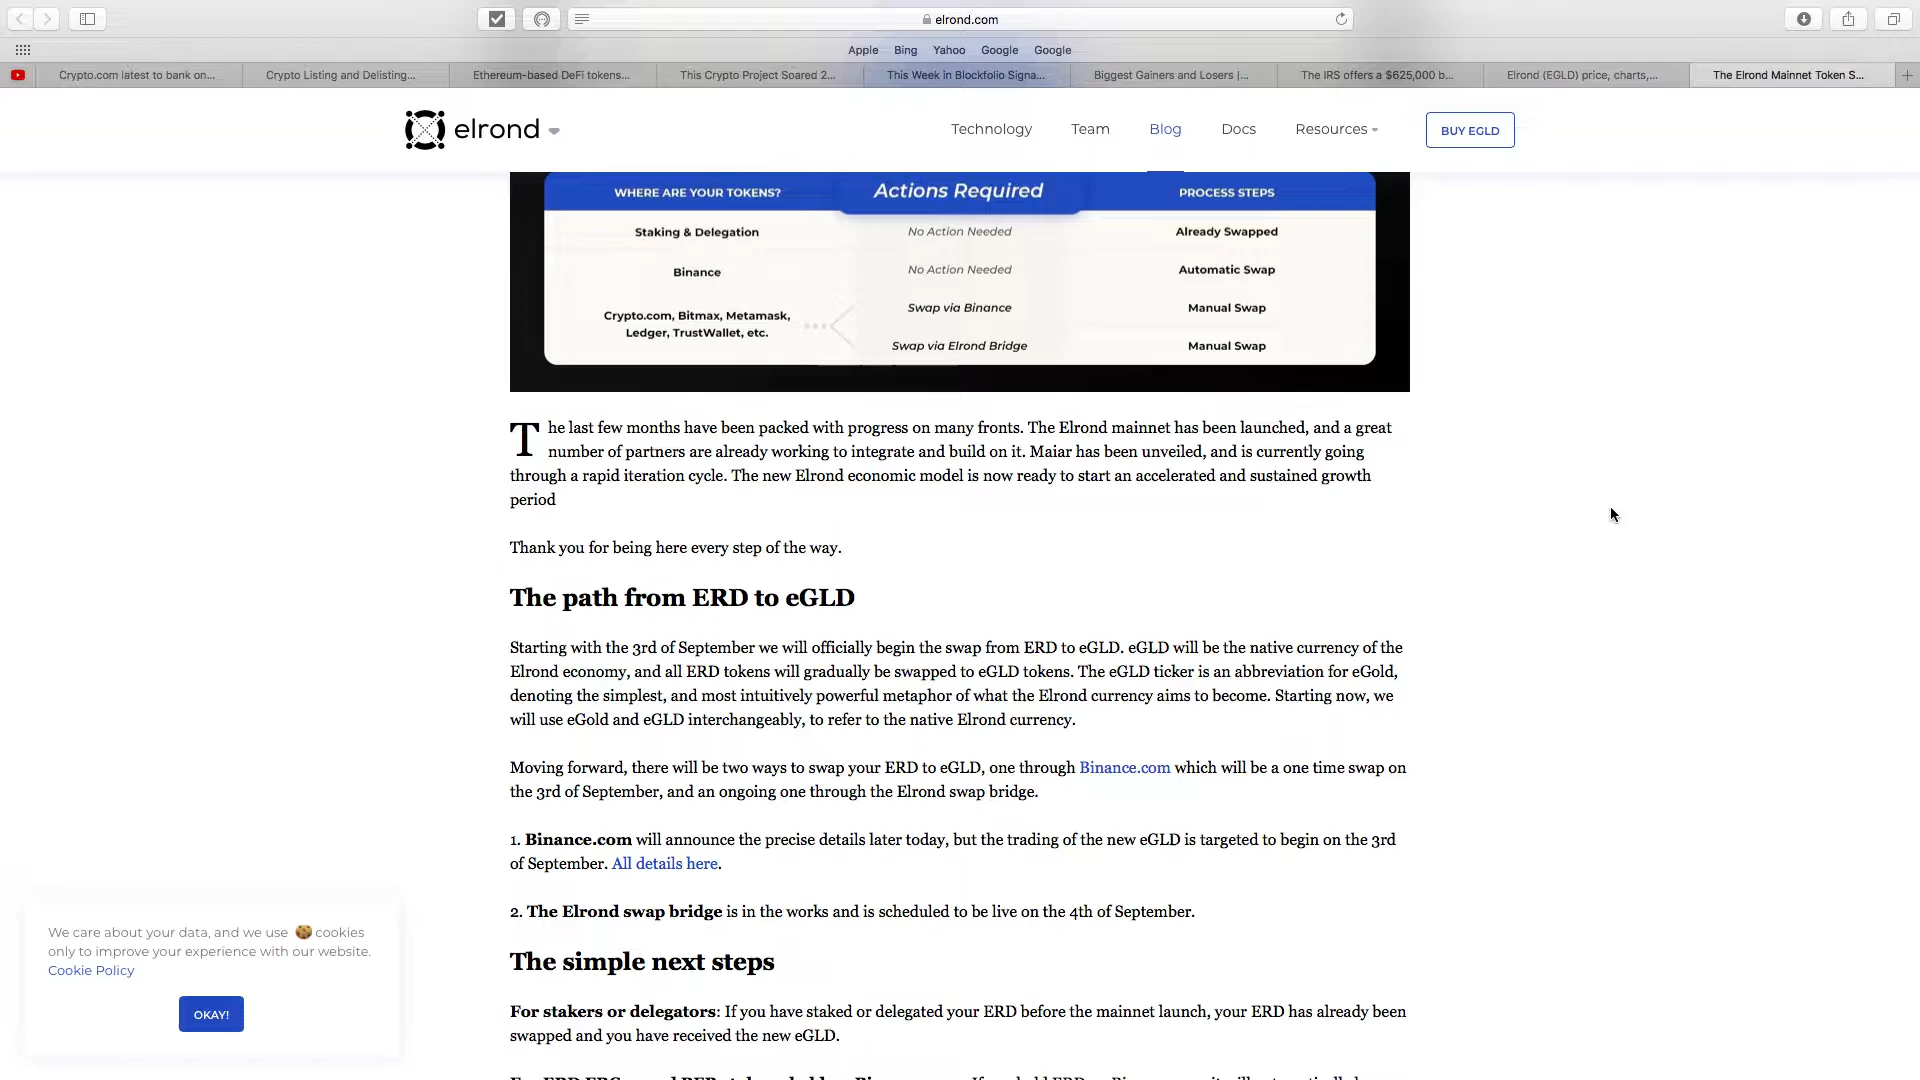 elrond.com
Apple Bing Yahoo Google Google
Crypto.com latest to bank on... Crypto Listing and Delisting... Ethereum-based DeFi tokens... This Crypto Project Soared 2... This Week in Blockfolio Signa... Biggest Gainers and Losers |... The IRS offers a $625,000 b... Elrond (EGLD) price, charts,... The Elrond Mainnet Token S...
elrond Technology Team Blog Docs Resources BUY EGLD
WHERE ARE YOUR TOKENS? Actions Required PROCESS STEPS
Staking & Delegation No Action Needed Already Swapped
Binance No Action Needed Automatic Swap
Crypto.com, Bitmax, Metamask, Swap via Binance Manual Swap
Ledger, TrustWallet, etc. Swap via Elrond Bridge Manual Swap
The last few months have been packed with progress on many fronts. The Elrond mainnet has been launched, and a great
number of partners are already working to integrate and build on it. Maiar has been unveiled, and is currently going
through a rapid iteration cycle. The new Elrond economic model is now ready to start an accelerated and sustained growth
period
Thank you for being here every step of the way.
The path from ERD to eGLD
Starting with the 3rd of September we will officially begin the swap from ERD to eGLD. eGLD will be the native currency of the
Elrond economy, and all ERD tokens will gradually be swapped to eGLD tokens. The eGLD ticker is an abbreviation for eGold,
denoting the simplest, and most intuitively powerful metaphor of what the Elrond currency aims to become. Starting now, we
will use eGold and eGLD interchangeably, to refer to the native Elrond currency.
Moving forward, there will be two ways to swap your ERD to eGLD, one through Binance.com which will be a one time swap on
the 3rd of September, and an ongoing one through the Elrond swap bridge.
1. Binance.com will announce the precise details later today, but the trading of the new eGLD is targeted to begin on the 3rd
of September. All details here.
2. The Elrond swap bridge is in the works and is scheduled to be live on the 4th of September.
The simple next steps
For stakers or delegators: If you have staked or delegated your ERD before the mainnet launch, your ERD has already been
swapped and you have received the new eGLD.
We care about your data, and we use cookies
only to improve your experience with our website.
Cookie Policy
OKAY!